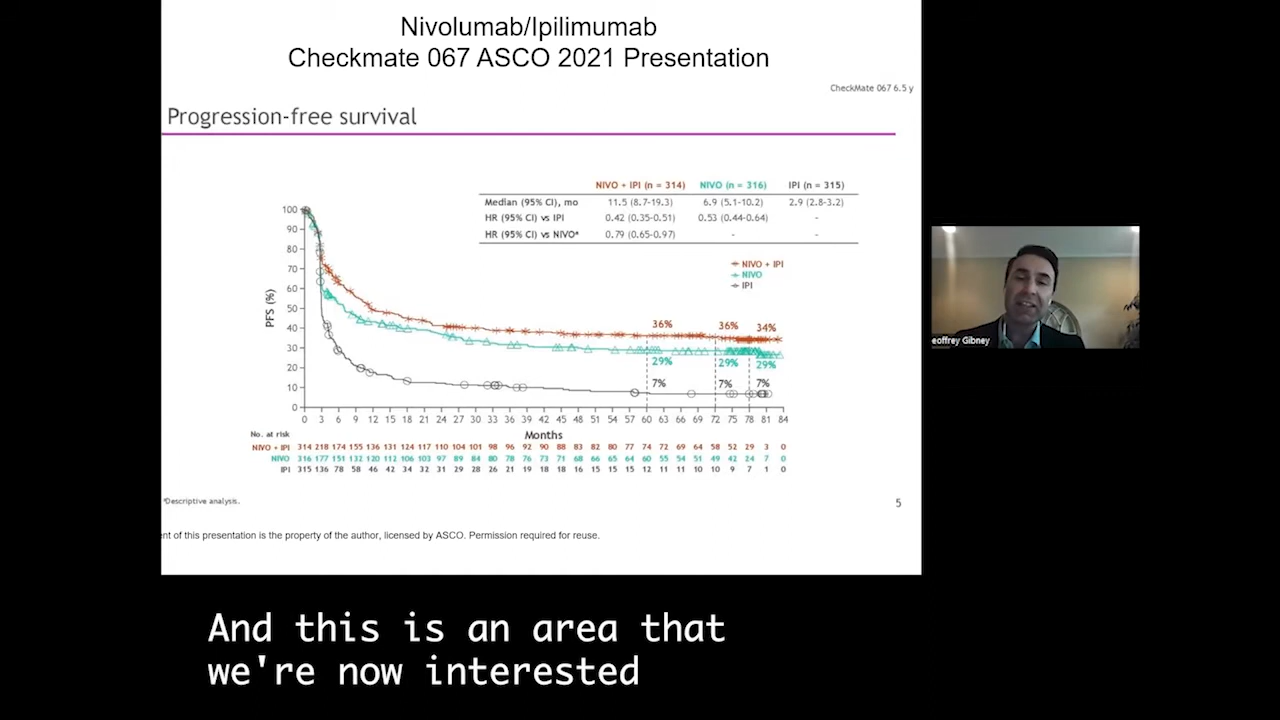 Nivolumab/Ipilimumab
Checkmate 067 ASCO 2021 Presentation
CheckMate 067 6.5 y
Progression-free survival
NIVO + IPI (n = 314) NIVO (n = 316) IPI (n = 315)
Median (95% CI), mo 11.5 (8.7-19.3) 6.9 (5.1-10.2) 2.9 (2.8-3.2)
HR (95% CI) vs IPI 0.42 (0.35-0.51) 0.53 (0.44-0.64) -
HR (95% CI) vs NIVO* 0.79 (0.65-0.97) - -
NIVO + IPI
NIVO
IPI
PFS (%)
100
90
80
70
60
50
40
30
20
10
0
36% 36% 34%
29% 29% 29%
7% 7% 7%
0 3 6 9 12 15 18 21 24 27 30 33 36 39 42 45 48 51 54 57 60 63 66 69 72 75 78 81 84
Months
No. at risk
NIVO + IPI 314 218 174 155 136 131 124 117 110 104 101 98 96 92 90 88 83 82 80 77 74 72 69 64 58 52 29 3 0
NIVO 316 177 151 132 120 112 106 103 97 89 84 80 78 76 73 71 68 66 65 64 60 55 54 51 49 42 24 7 0
IPI 315 136 78 58 46 42 34 32 31 29 28 26 21 19 18 18 16 15 15 15 12 11 11 10 10 9 7 1 0
*Descriptive analysis.
5
nt of this presentation is the property of the author, licensed by ASCO. Permission required for reuse.
eoffrey Gibney
And this is an area that
we're now interested